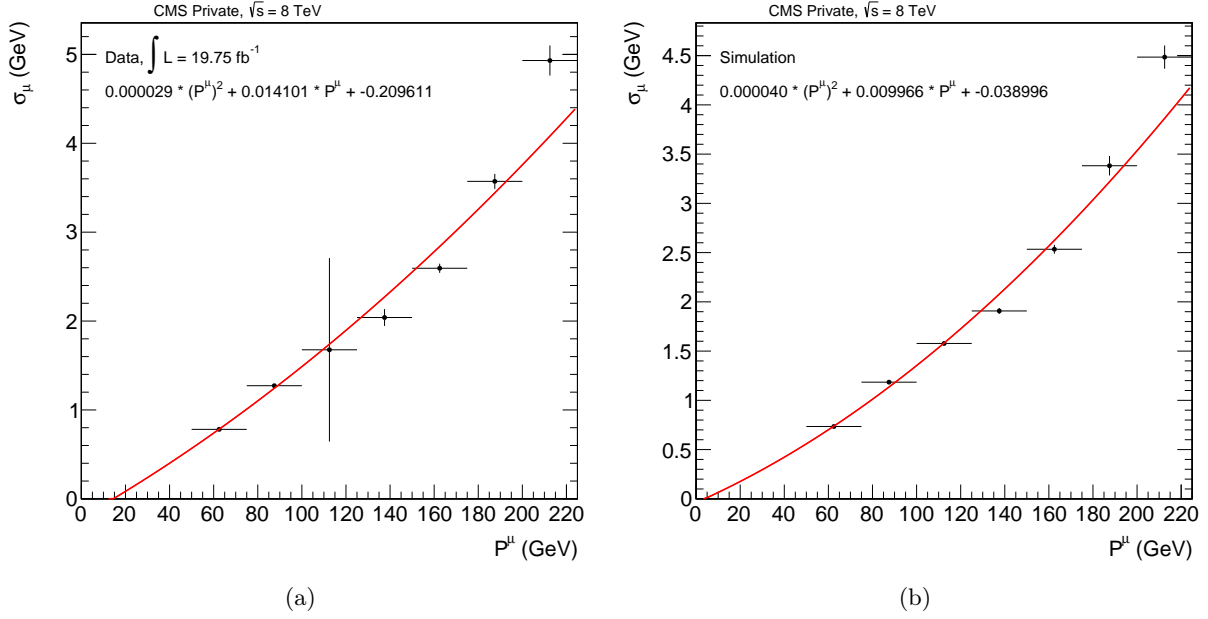 CMS Private, √s = 8 TeV
Data, ∫ L = 19.75 fb⁻¹
0.000029 * (P^μ)² + 0.014101 * P^μ + -0.209611
σ_μ (GeV)
5
4
3
2
1
0
0 20 40 60 80 100 120 140 160 180 200 220
P^μ (GeV)
(a)
CMS Private, √s = 8 TeV
Simulation
0.000040 * (P^μ)² + 0.009966 * P^μ + -0.038996
σ_μ (GeV)
4.5
4
3.5
3
2.5
2
1.5
1
0.5
0
0 20 40 60 80 100 120 140 160 180 200 220
P^μ (GeV)
(b)